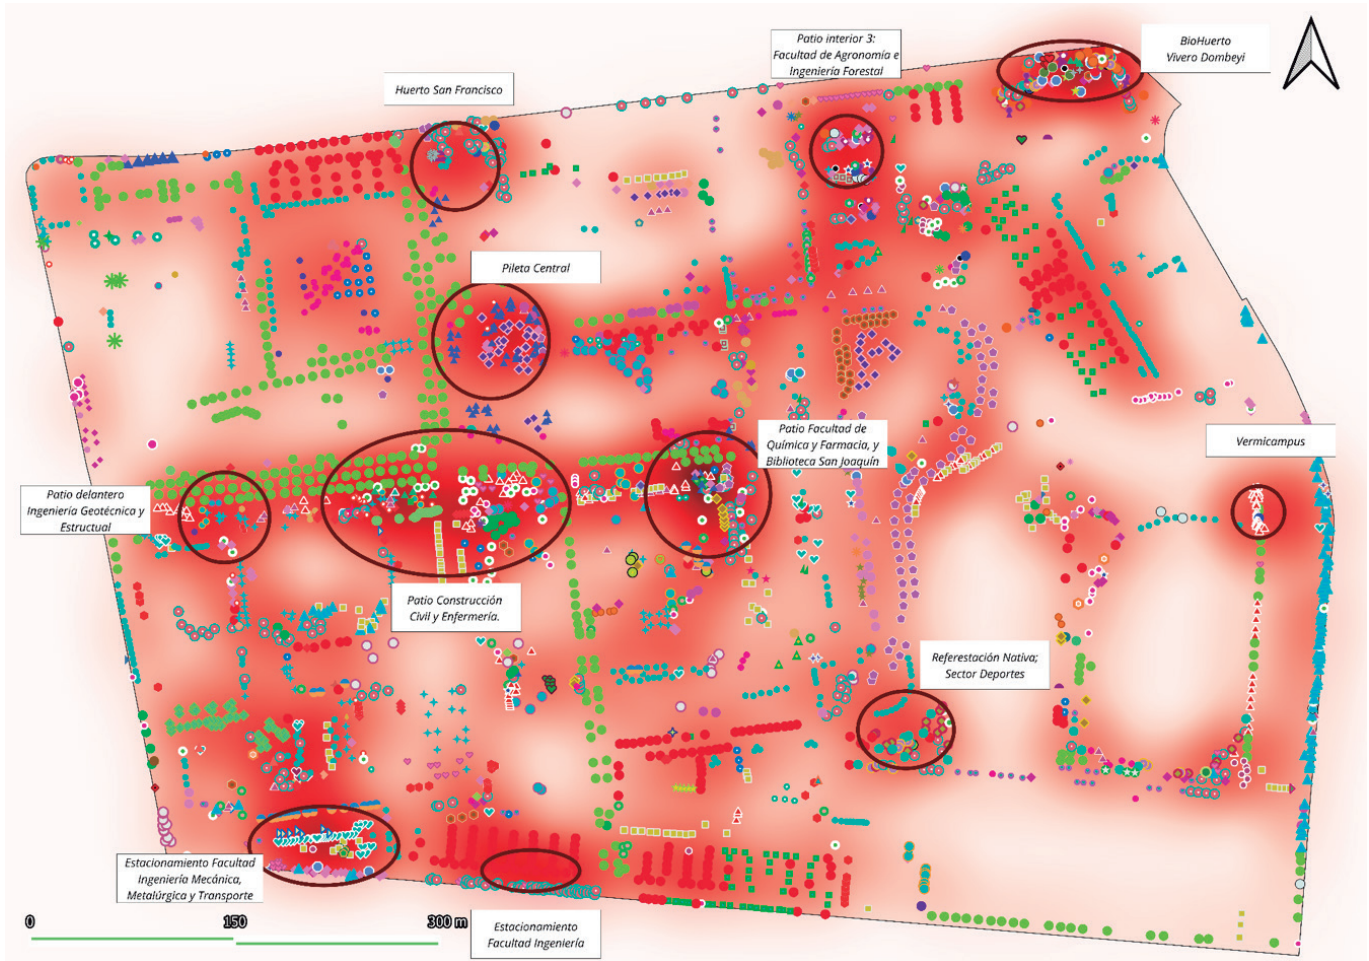 Patio interior 3:
Facultad de Agronomía e
Ingeniería Forestal
BioHuerto
Vivero Dombeyi
Huerto San Francisco
Pileta Central
Patio Facultad de
Química y Farmacia, y
Biblioteca San Joaquín
Vermicampus
Patio delantero
Ingeniería Geotécnica y
Estructual
Patio Construcción
Civil y Enfermería.
Referestación Nativa;
Sector Deportes
Estacionamiento Facultad
Ingeniería Mecánica,
Metalúrgica y Transporte
Estacionamiento
Facultad Ingeniería
0 150 300 m